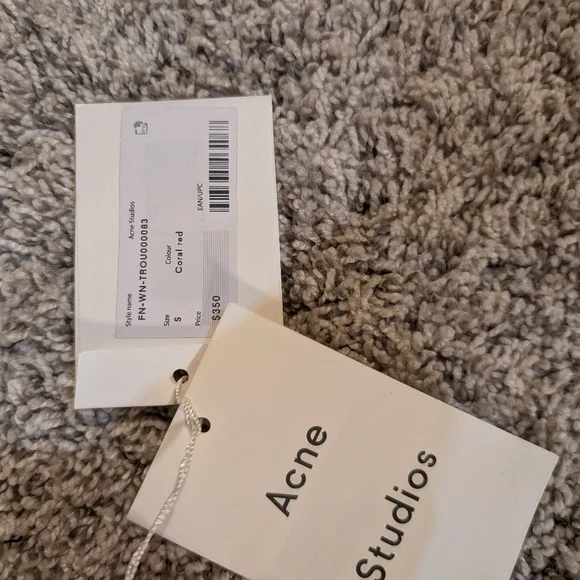 Style name
Acne Studios
FN-WN-TROU000083
Size
Colour
S
Coral red
Price
EAN/UPC
$350
Acne
Studios